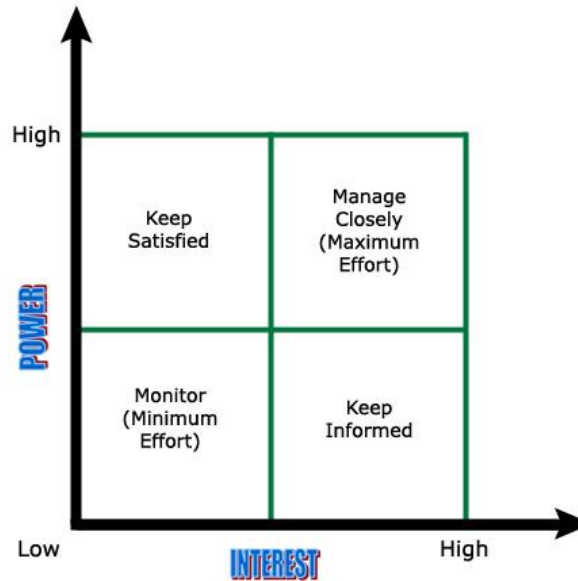 High
Keep
Satisfied
Manage
Closely
(Maximum
Effort)
POWER
Monitor
(Minimum
Effort)
Keep
Informed
Low
INTEREST
High